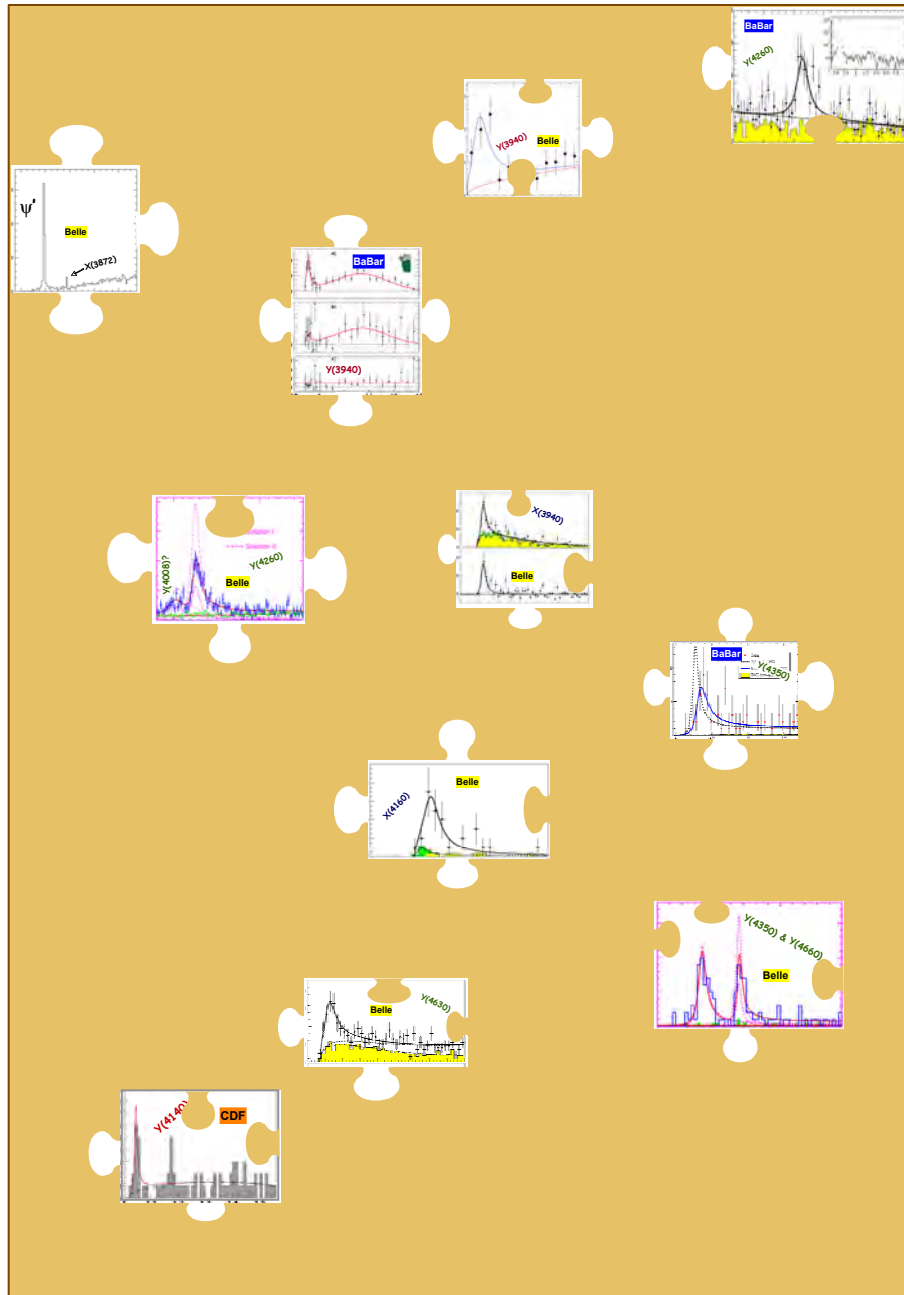 BaBar
Y(4260)
Y(3940)
Belle
ψ'
Belle
X(3872)
BaBar
Y(3940)
X(3940)
Y(4260)
Belle
Y(4008)?
Belle
BaBar
Y(4350)
Belle
X(4160)
Y(4350) & Y(4660)
Belle
Y(4630)
Belle
CDF
Y(4140)